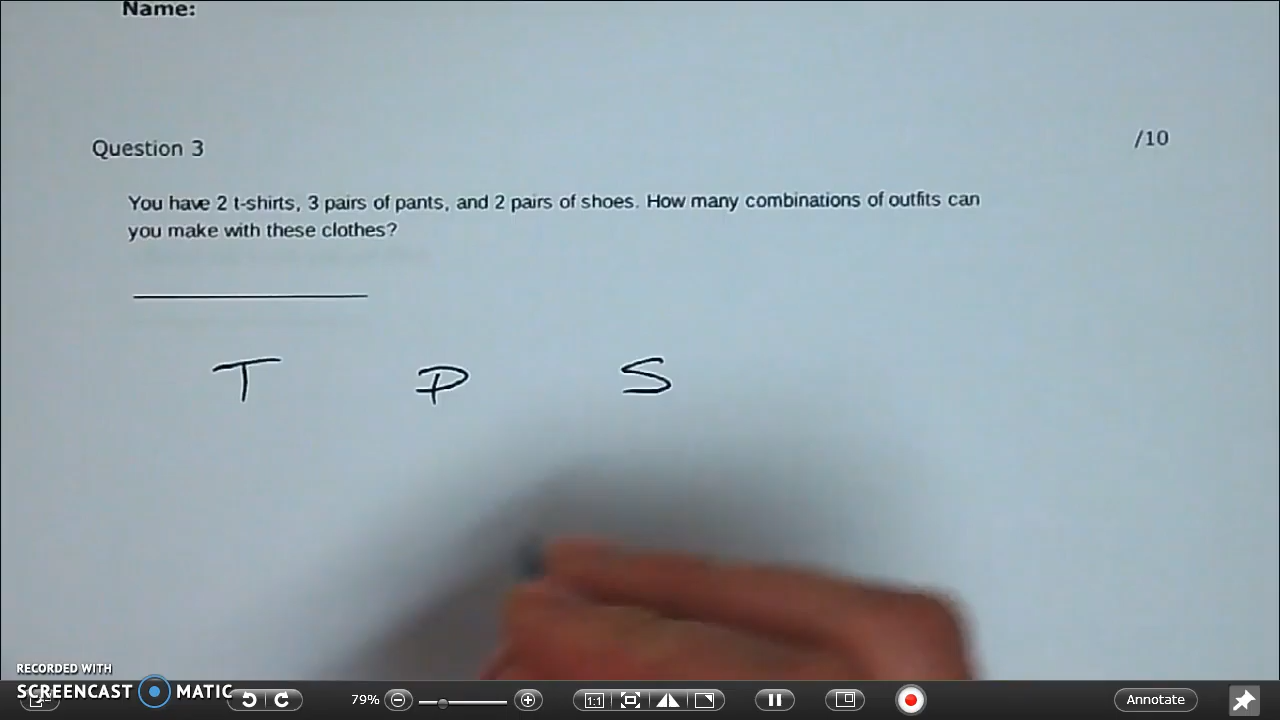 Name:
Question 3
/10
You have 2 t-shirts, 3 pairs of pants, and 2 pairs of shoes. How many combinations of outfits can
you make with these clothes?
T P S
RECORDED WITH
SCREENCAST MATIC
79%
1:1
Annotate